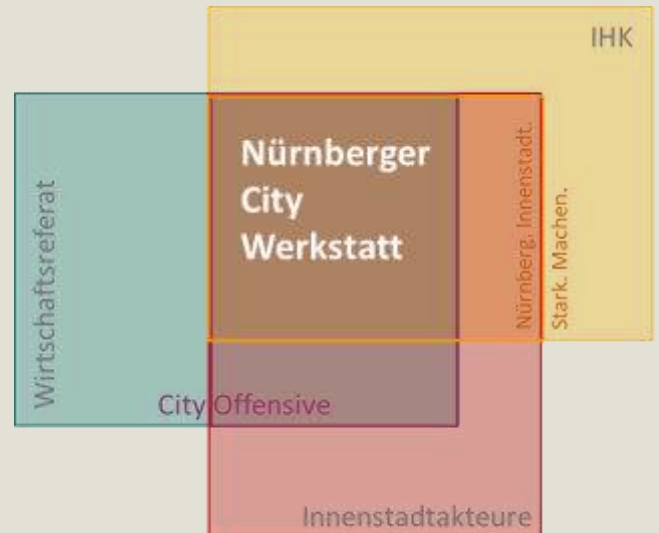 IHK
Nürnberger
City
Werkstatt
Nürnberg. Innenstadt.
Stark. Machen.
Wirtschaftsreferat
City Offensive
Innenstadtakteure